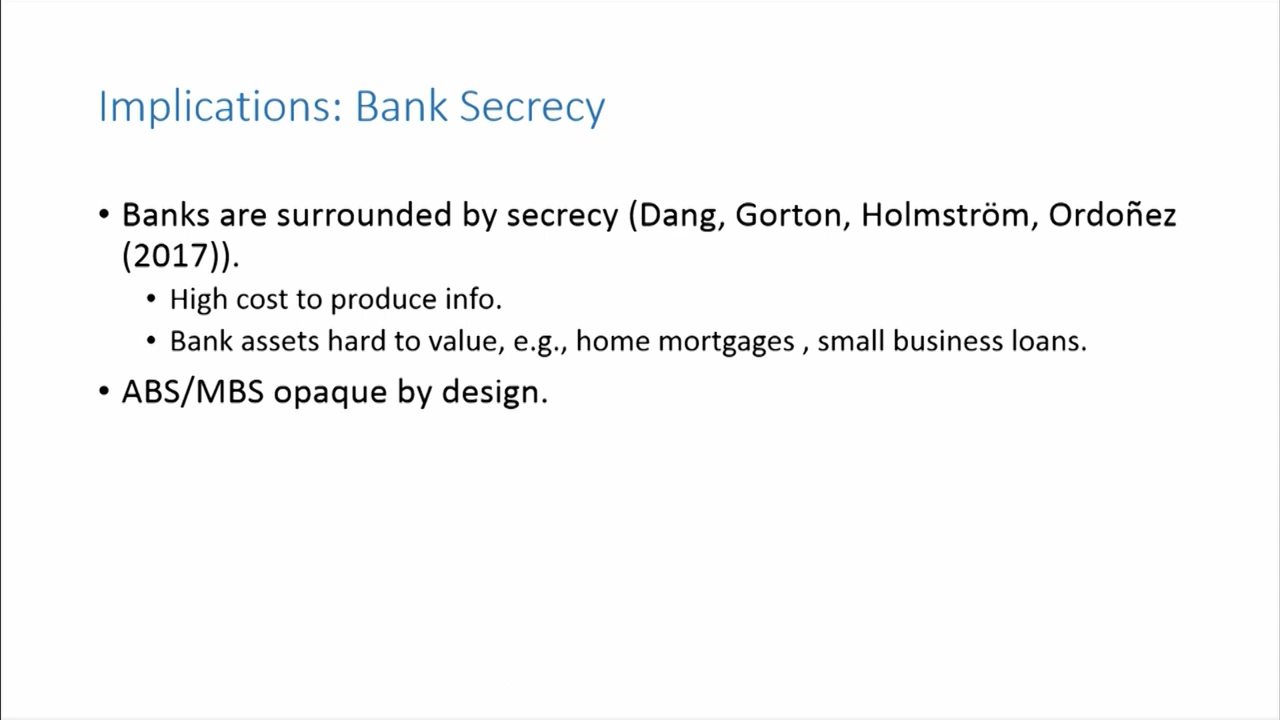 Implications: Bank Secrecy
• Banks are surrounded by secrecy (Dang, Gorton, Holmström, Ordoñez
(2017)).
• High cost to produce info.
• Bank assets hard to value, e.g., home mortgages , small business loans.
• ABS/MBS opaque by design.